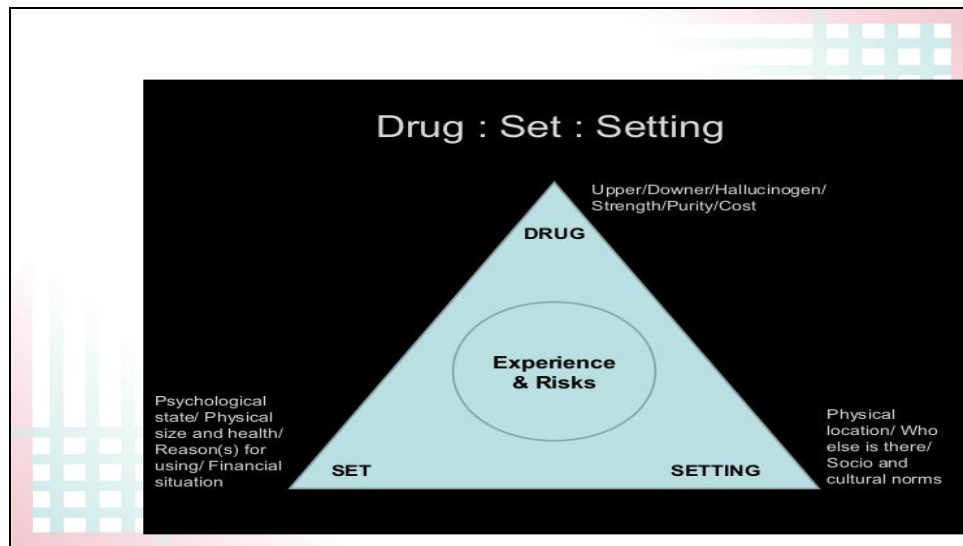 Drug : Set : Setting
Upper/Downer/Hallucinogen/
Strength/Purity/Cost
DRUG
Experience
& Risks
Psychological
state/ Physical
size and health/
Reason(s) for
using/ Financial
situation
SET
SETTING
Physical
location/ Who
else is there/
Socio and
cultural norms